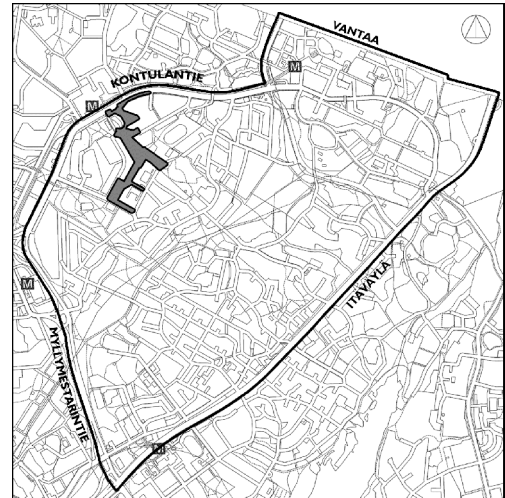 VANTAA
KONTULANTIE
M
M
ITÄVÄYLÄ
M
MYLLYMESTARINTIE
M